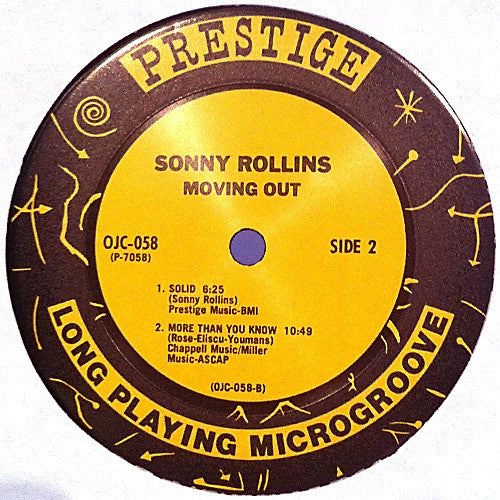 PRESTIGE
SONNY ROLLINS
MOVING OUT
OJC-058
(P-7058)
SIDE 2
1. SOLID 6:25
(Sonny Rollins)
Prestige Music-BMI
2. MORE THAN YOU KNOW 10:49
(Rose-Eliscu-Youmans)
Chappell Music/Miller
Music-ASCAP
(OJC-058-B)
LONG PLAYING MICROGROOVE